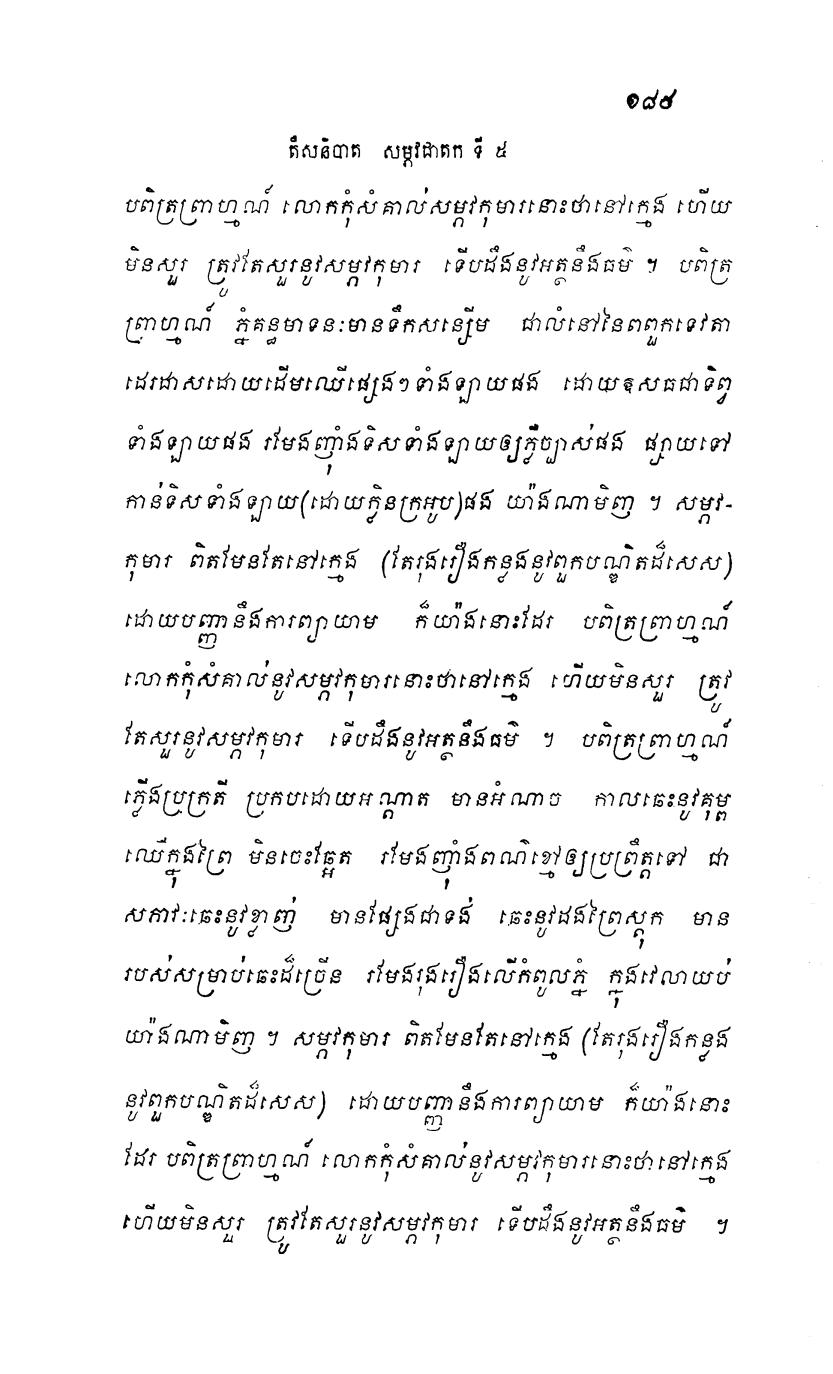 ១៨៩
តឹសនិបាត សម្ភវជាតក ទី ៥
បពិត្រព្រាហ្មណ៍ លោកកុំសំគាល់សម្ភវកុមារនោះថានៅក្មេង ហើយ
មិនសួរ ត្រូវតែសួរនូវសម្ភវកុមារ ទើបដឹងនូវអត្ថនឹងធម៌ ។ បពិត្រ
ព្រាហ្មណ៍ ភ្នំគន្ធមាទនៈមានទឹកសន្សើម ជាលំនៅនៃពពួកទេវតា
ដេរដាសដោយដើមឈើផ្សេងៗទាំងឡាយផង ដោយឱសធជាទិព្វ
ទាំងឡាយផង រមែងញុំាងទិសទាំងឡាយឲ្យភ្លឺច្បាស់ផង ផ្សាយទៅ
កាន់ទិសទាំងឡាយ(ដោយក្លិនក្រអូប)ផង យ៉ាងណាមិញ ។ សម្ភវ-
កុមារ ពិតមែនតែនៅក្មេង (តែរុងរឿងកន្លងនូវពួកបណ្ឌិតដ៏សេស)
ដោយបញ្ញានឹងការព្យាយាម ក៏យ៉ាងនោះដែរ បពិត្រព្រាហ្មណ៍
លោកកុំសំគាល់នូវសម្ភវកុមារនោះថានៅក្មេង ហើយមិនសួរ ត្រូវ
តែសួរនូវសម្ភវកុមារ ទើបដឹងនូវអត្ថនឹងធម៌ ។ បពិត្រព្រាហ្មណ៍
ភ្លើងប្រក្រតី ប្រកបដោយអណ្តាត មានអំណាច កាលឆេះនូវគុម្ព
ឈើក្នុងព្រៃ មិនចេះឆ្អែត រមែងញុំាងពណ៌ខ្មៅឲ្យប្រព្រឹត្តទៅ ជា
សភាវៈឆេះនូវខ្លាញ់ មានផ្សែងជាទង់ ឆេះនូវដងព្រៃស្តុក មាន
របស់សម្រាប់ឆេះដ៏ច្រើន រមែងរុងរឿងលើកំពូលភ្នំ ក្នុងវេលាយប់
យ៉ាងណាមិញ ។ សម្ភវកុមារ ពិតមែនតែនៅក្មេង (តែរុងរឿងកន្លង
នូវពួកបណ្ឌិតដ៏សេស) ដោយបញ្ញានឹងការព្យាយាម ក៏យ៉ាងនោះ
ដែរ បពិត្រព្រាហ្មណ៍ លោកកុំសំគាល់នូវសម្ភវកុមារនោះថានៅក្មេង
ហើយមិនសួរ ត្រូវតែសួរនូវសម្ភវកុមារ ទើបដឹងនូវអត្ថនឹងធម៌ ។